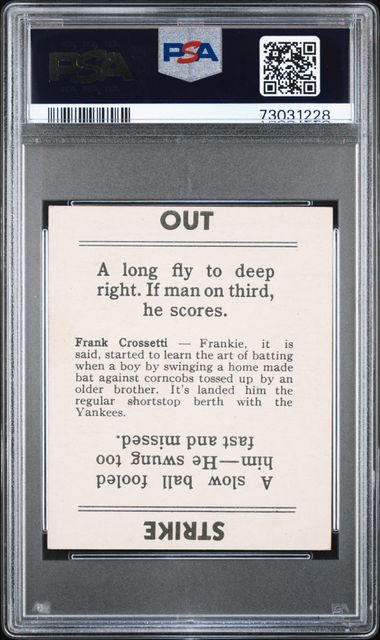 PSA
PSA
73031228
OUT
A long fly to deep
right. If man on third,
he scores.
Frank Crossetti — Frankie, it is
said, started to learn the art of batting
when a boy by swinging a home made
bat against corncobs tossed up by an
older brother. It's landed him the
regular shortstop berth with the
Yankees.
STRIKE
A slow ball fooled
him—He swung too
fast and missed.